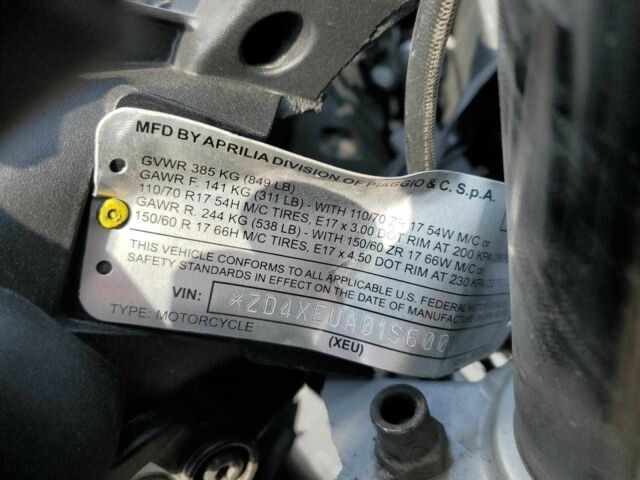 MFD BY APRILIA DIVISION OF PIAGGIO & C. S.p.A.
GVWR 385 KG (849 LB)
GAWR F. 141 KG (311 LB) - WITH 110/70 ZR 17 54W M/C or
110/70 R17 54H M/C TIRES, E17 x 3.00 DOT RIM AT 200 KPA
GAWR R. 244 KG (538 LB) - WITH 150/60 ZR 17 66W M/C or
150/60 R 17 66H M/C TIRES, E17 x 4.50 DOT RIM AT 230 KPA
THIS VEHICLE CONFORMS TO ALL APPLICABLE U.S. FEDERAL MOTOR
SAFETY STANDARDS IN EFFECT ON THE DATE OF MANUFACTURE
VIN: *ZD4XEUA01S600
TYPE: MOTORCYCLE
(XEU)